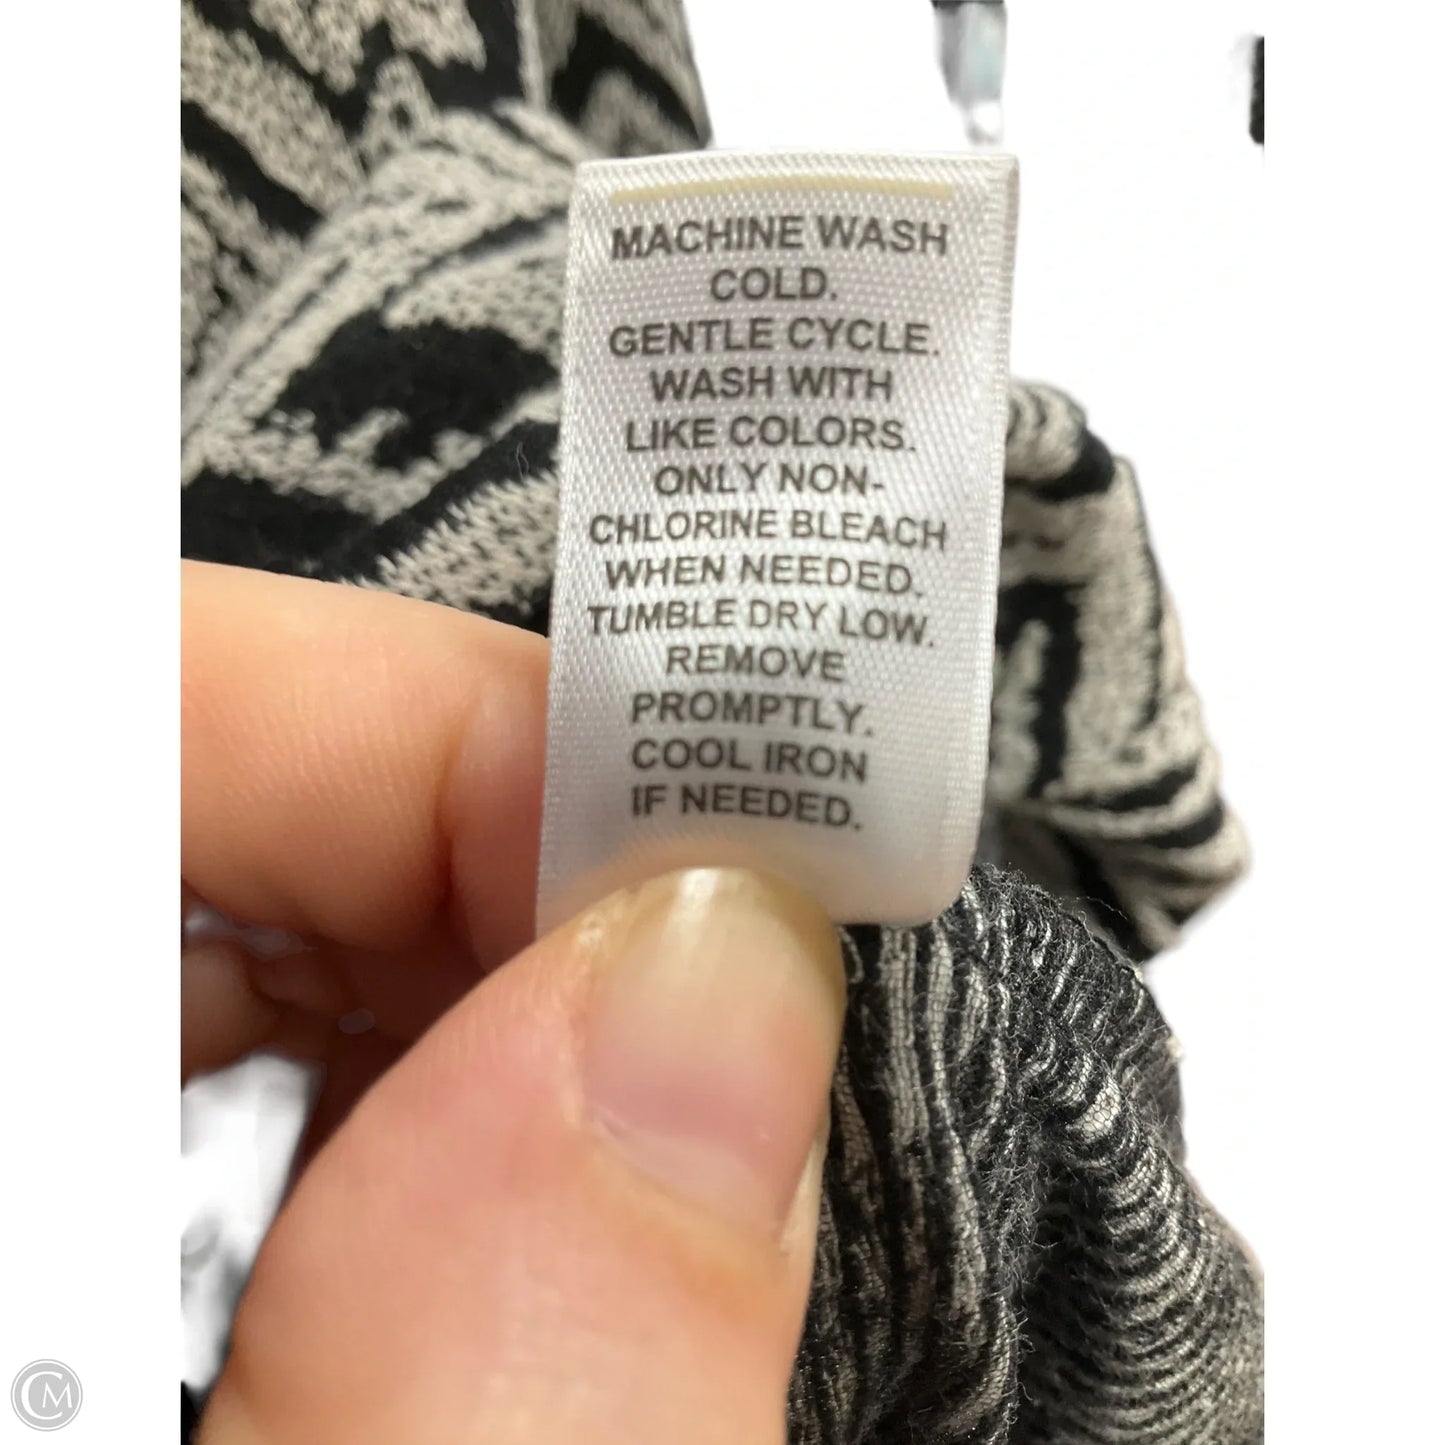 MACHINE WASH
COLD.
GENTLE CYCLE.
WASH WITH
LIKE COLORS.
ONLY NON-
CHLORINE BLEACH
WHEN NEEDED.
TUMBLE DRY LOW.
REMOVE
PROMPTLY.
COOL IRON
IF NEEDED.
CM